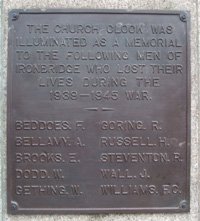 THE CHURCH CLOCK WAS
ILLUMINATED AS A MEMORIAL
TO THE FOLLOWING MEN OF
IRONBRIDGE WHO LOST THEIR
LIVES DURING THE
1939-1945 WAR.
BEDDOES. F. GORING. R.
BELLAMY. A. RUSSELL. H.
BROOKS. E. STEVENTON. R.
DODD. W. WALL. J.
GETHING. W. WILLIAMS. F.C.